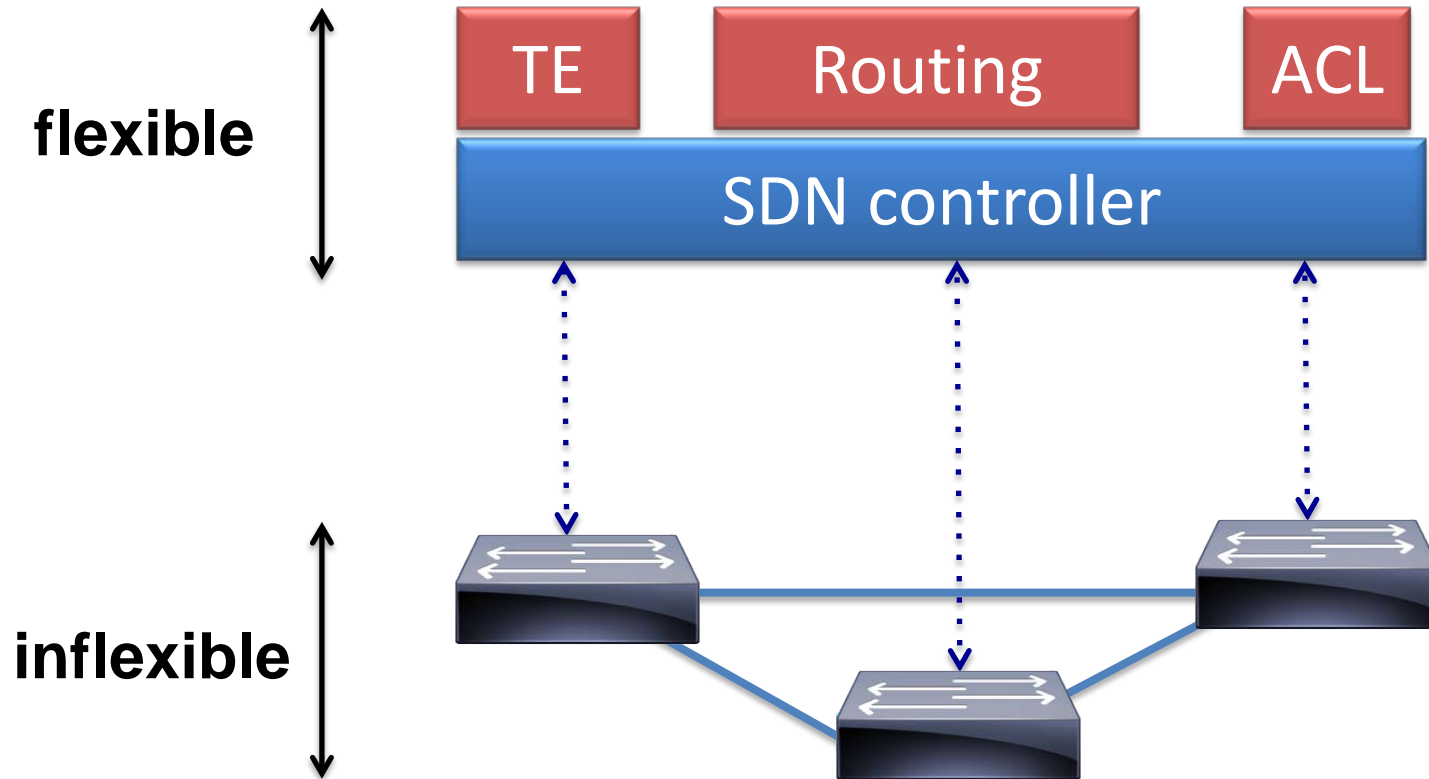 TE
Routing
ACL
flexible
SDN controller
inflexible